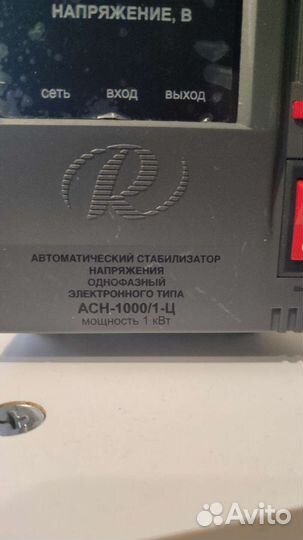 НАПРЯЖЕНИЕ, В
сеть вход выход
R
АВТОМАТИЧЕСКИЙ СТАБИЛИЗАТОР
НАПРЯЖЕНИЯ
ОДНОФАЗНЫЙ
ЭЛЕКТРОННОГО ТИПА
АСН-1000/1-Ц
мощность 1 кВт
Avito